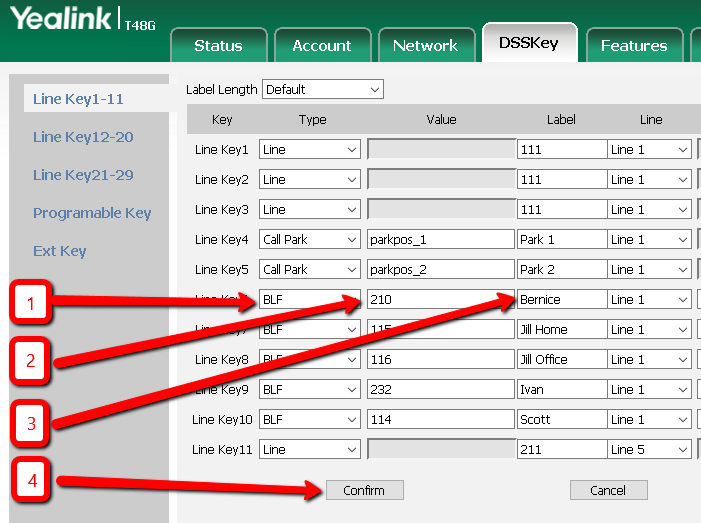 Yealink T48G
Status Account Network DSSKey Features
Line Key1-11
Line Key12-20
Line Key21-29
Programable Key
Ext Key
Label Length Default
Key Type Value Label Line
Line Key1 Line 111 Line 1
Line Key2 Line 111 Line 1
Line Key3 Line 111 Line 1
Line Key4 Call Park parkpos_1 Park 1 Line 1
Line Key5 Call Park parkpos_2 Park 2 Line 1
1 Line BLF 210 Bernice Line 1
Line Key7 BLF 115 Jill Home Line 1
2 Line Key8 BLF 116 Jill Office Line 1
Line Key9 BLF 232 Ivan Line 1
3 Line Key10 BLF 114 Scott Line 1
Line Key11 Line 211 Line 5
4 Confirm Cancel